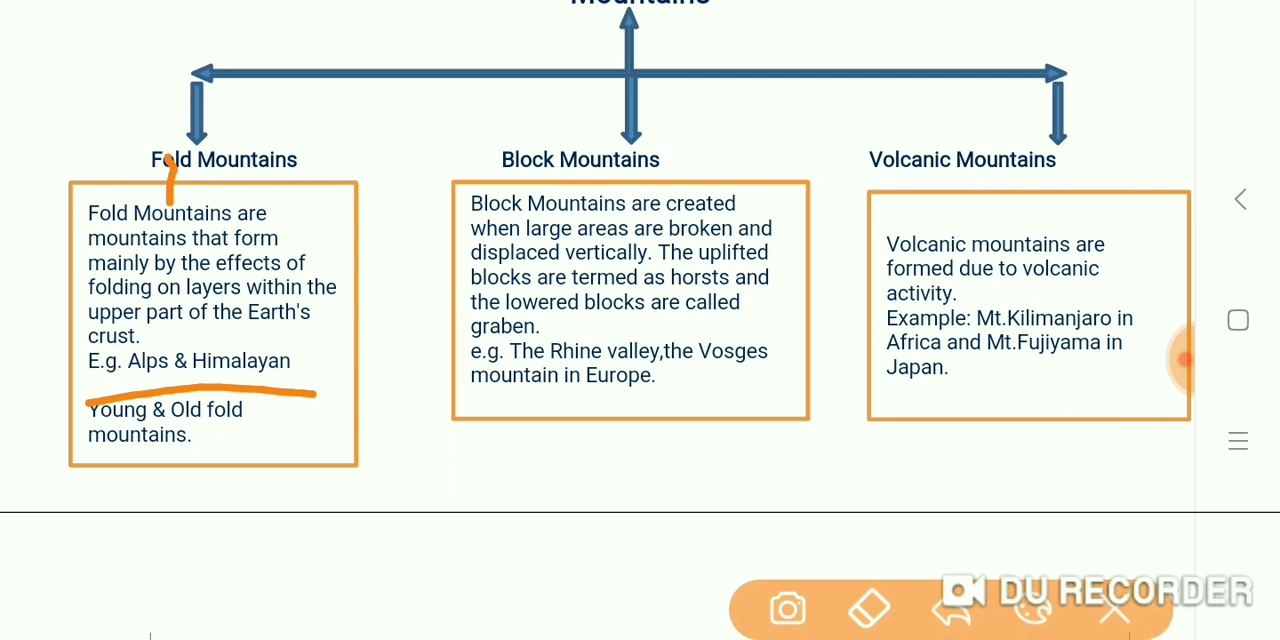 Mountains
Fold Mountains
Block Mountains
Volcanic Mountains
Fold Mountains are
mountains that form
mainly by the effects of
folding on layers within the
upper part of the Earth's
crust.
E.g. Alps & Himalayan
Young & Old fold
mountains.
Block Mountains are created
when large areas are broken and
displaced vertically. The uplifted
blocks are termed as horsts and
the lowered blocks are called
graben.
e.g. The Rhine valley,the Vosges
mountain in Europe.
Volcanic mountains are
formed due to volcanic
activity.
Example: Mt.Kilimanjaro in
Africa and Mt.Fujiyama in
Japan.
DU RECORDER